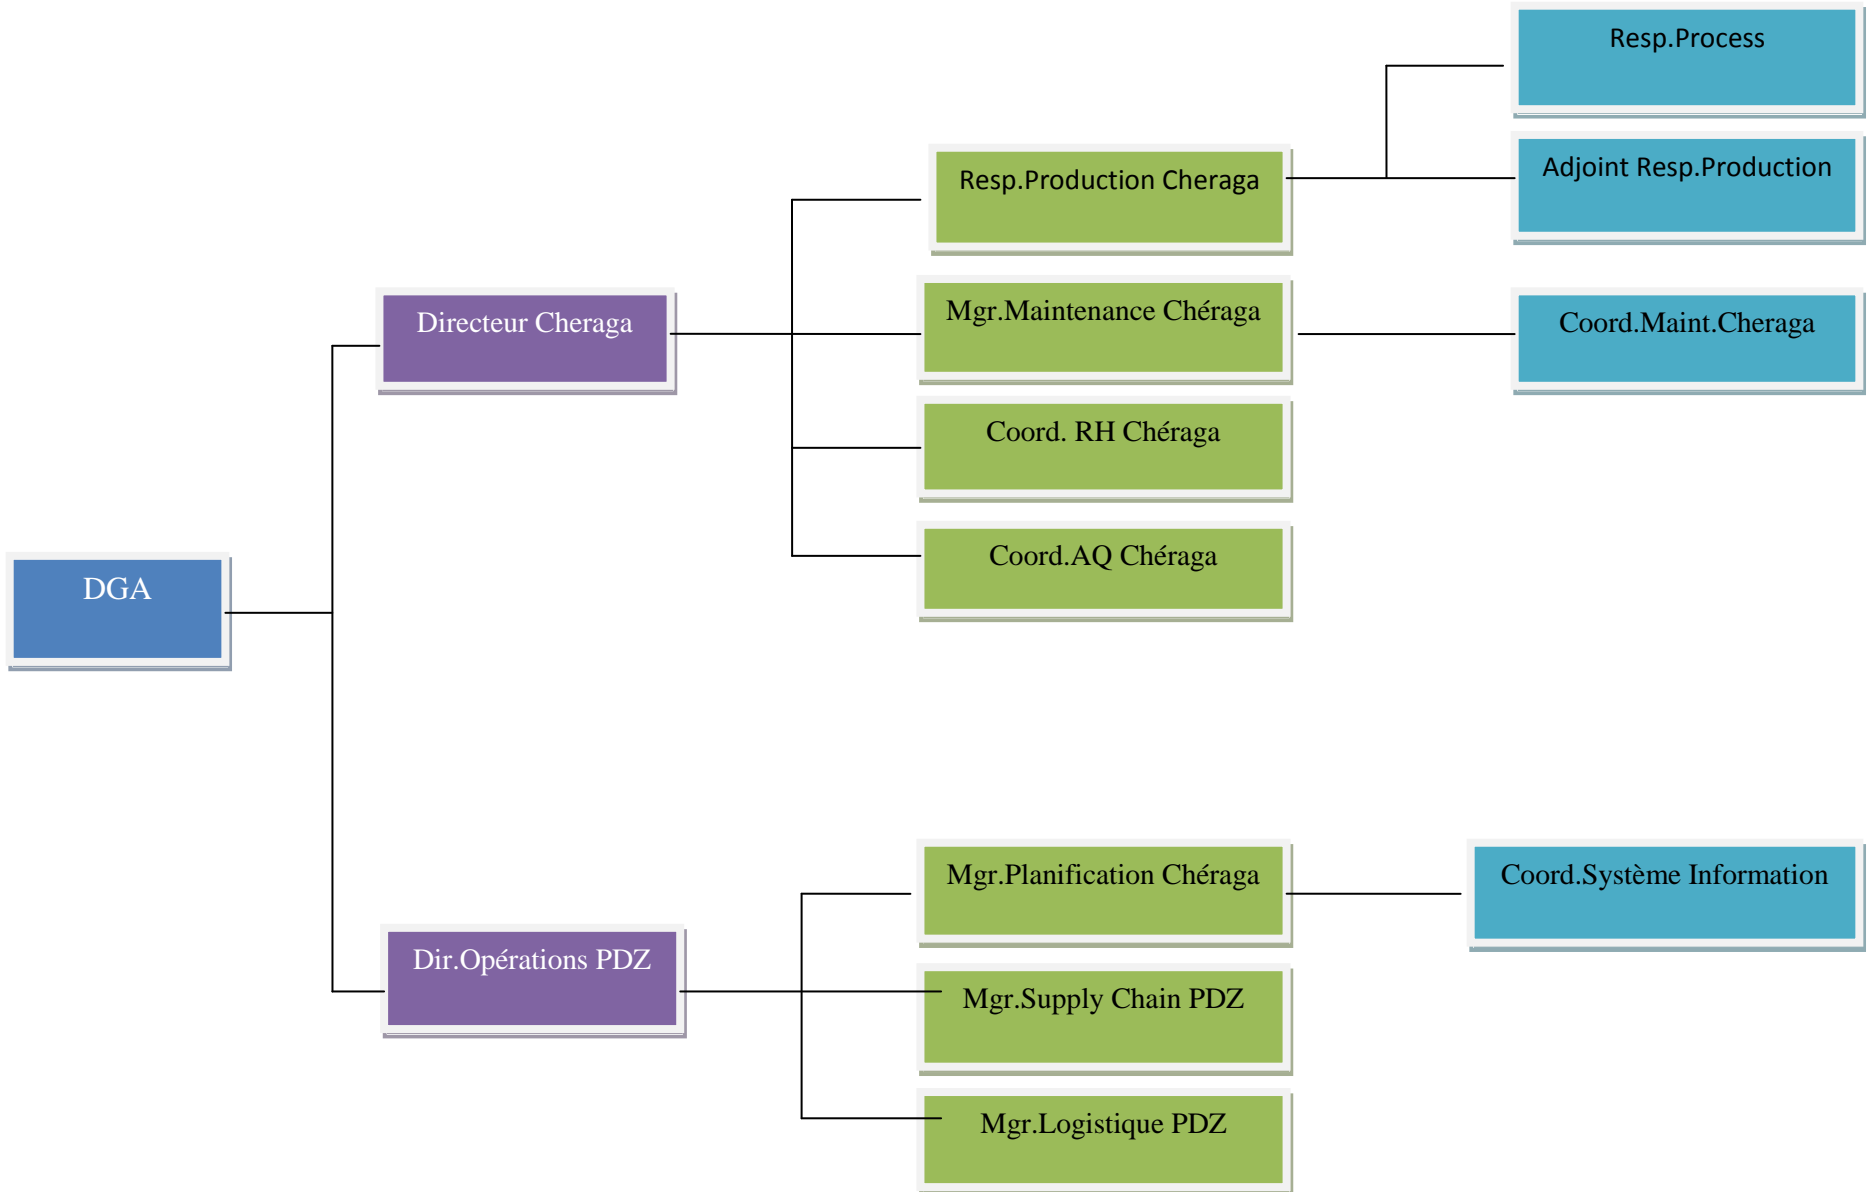 Resp.Process
Adjoint Resp.Production
Resp.Production Cheraga
Mgr.Maintenance Chéraga
Coord.Maint.Cheraga
Directeur Cheraga
Coord. RH Chéraga
Coord.AQ Chéraga
DGA
Mgr.Planification Chéraga
Coord.Système Information
Dir.Opérations PDZ
Mgr.Supply Chain PDZ
Mgr.Logistique PDZ